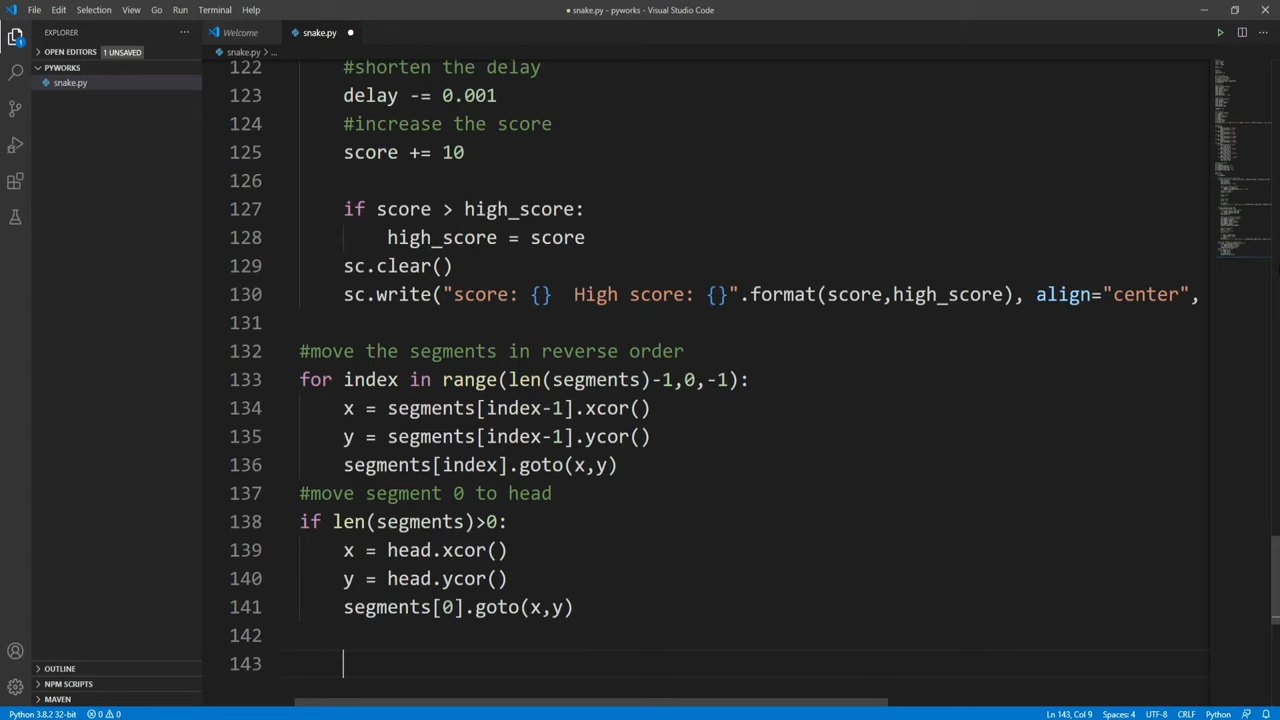 File Edit Selection View Go Run Terminal Help
● snake.py - pyworks - Visual Studio Code
EXPLORER ...
Welcome
snake.py
OPEN EDITORS 1 UNSAVED
snake.py > ...
PYWORKS
snake.py
1
122 #shorten the delay
123 delay -= 0.001
124 #increase the score
125 score += 10
126
127 if score > high_score:
128 high_score = score
129 sc.clear()
130 sc.write("score: {}  High score: {}".format(score,high_score), align="center",
131
132 #move the segments in reverse order
133 for index in range(len(segments)-1,0,-1):
134 x = segments[index-1].xcor()
135 y = segments[index-1].ycor()
136 segments[index].goto(x,y)
137 #move segment 0 to head
138 if len(segments)>0:
139 x = head.xcor()
140 y = head.ycor()
141 segments[0].goto(x,y)
142
143
OUTLINE
NPM SCRIPTS
MAVEN
Python 3.8.2 32-bit 0 0 Ln 143, Col 9 Spaces: 4 UTF-8 CRLF Python